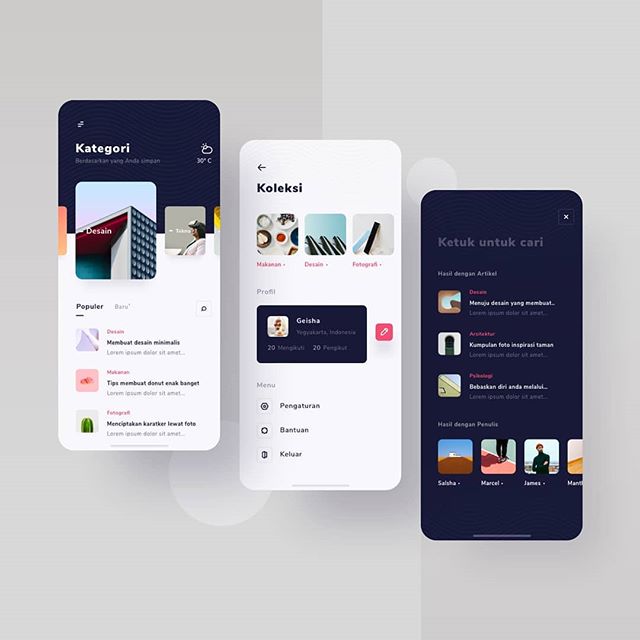 Kategori
Berdasarkan yang Anda simpan
30° C
Desain
Populer
Baru
Desain
Membuat desain minimalis
Lorem ipsum dolor sit amet...
Makanan
Tips membuat donut enak banget
Lorem ipsum dolor sit amet...
Fotografi
Menciptakan karatker lewat foto
Lorem ipsum dolor sit amet...
Koleksi
Makanan
Desain
Fotografi
Profil
Geisha
Yogyakarta, Indonesia
20 Mengikuti
20 Pengikut
Menu
Pengaturan
Bantuan
Keluar
Ketuk untuk cari
Hasil dengan Artikel
Desain
Menuju desain yang membuat..
Lorem ipsum dolor sit amet...
Arsitektur
Kumpulan foto inspirasi taman
Lorem ipsum dolor sit amet...
Psikologi
Bebaskan diri anda melalui...
Lorem ipsum dolor sit amet...
Hasil dengan Penulis
Salsha
Marcel
James
Manth